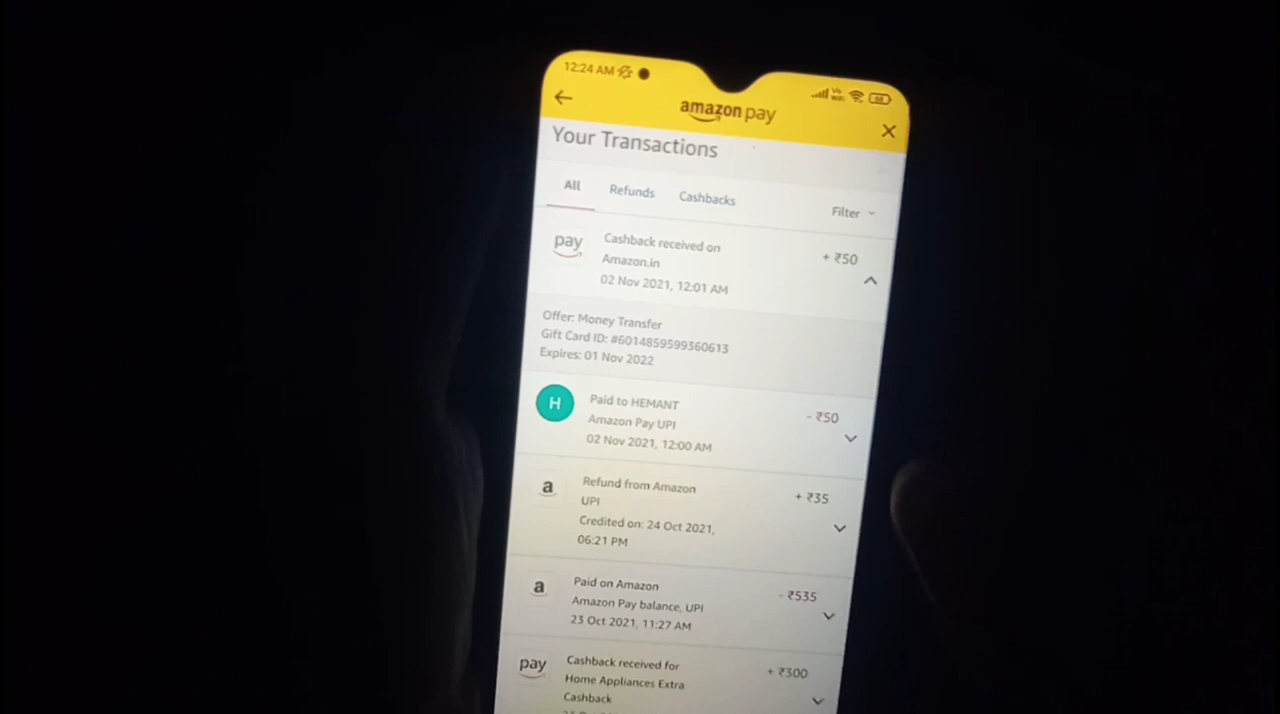 12:24 AM
Vo
WiFi
amazon pay
Your Transactions
All Refunds Cashbacks Filter
pay
Cashback received on
Amazon.in
02 Nov 2021, 12:01 AM
+ ₹50
Offer: Money Transfer
Gift Card ID: #6014859599360613
Expires: 01 Nov 2022
H
Paid to HEMANT
Amazon Pay UPI
02 Nov 2021, 12:00 AM
- ₹50
a
Refund from Amazon
UPI
Credited on: 24 Oct 2021,
06:21 PM
+ ₹35
a
Paid on Amazon
Amazon Pay balance, UPI
23 Oct 2021, 11:27 AM
- ₹535
pay
Cashback received for
Home Appliances Extra
Cashback
+ ₹300